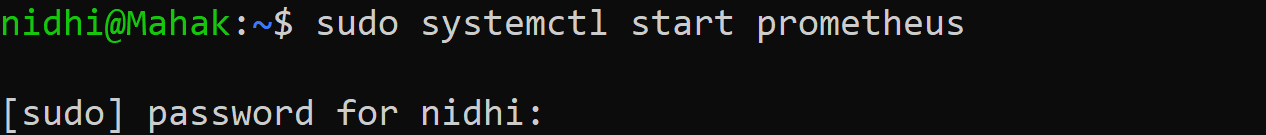 nidhi@Mahak:~$ sudo systemctl start prometheus
[sudo] password for nidhi: